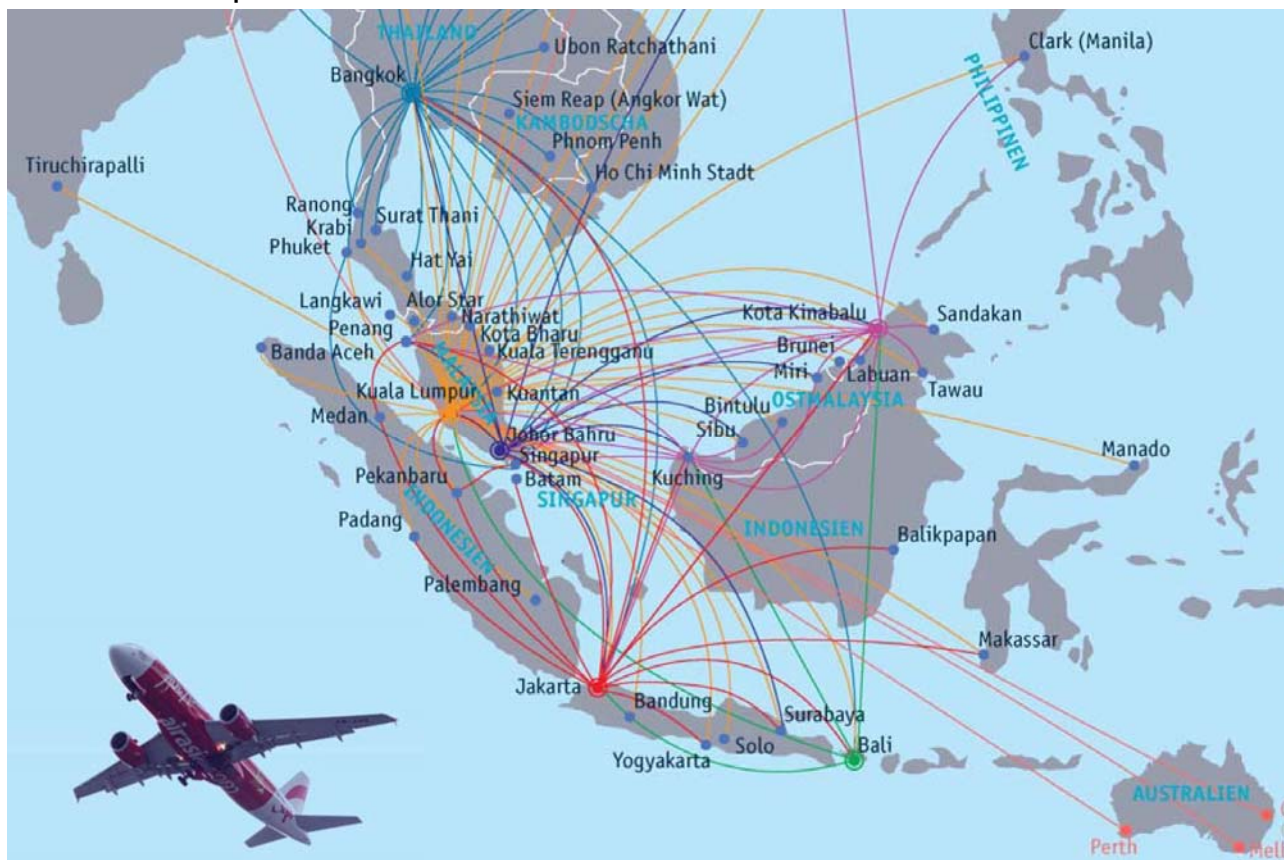 THAILAND
Ubon Ratchathani
Clark (Manila)
Bangkok
PHILIPPINEN
Siem Reap (Angkor Wat)
KAMBODSCHA
Phnom Penh
Tiruchirapalli
Ho Chi Minh Stadt
Ranong
Surat Thani
Krabi
Phuket
Hat Yai
Langkawi
Alor Star
Narathiwat
Kota Kinabalu
Sandakan
Penang
Kota Bharu
Banda Aceh
Kuala Terengganu
Brunei
Labuan
Miri
Tawau
Kuala Lumpur
Kuantan
OSTMALAYSIA
Medan
Bintulu
Sibu
Johor Bahru
Singapur
Manado
Pekanbaru
Batam
Kuching
INDONESIEN
SINGAPUR
Padang
INDONESIEN
Balikpapan
Palembang
Makassar
Jakarta
Bandung
Surabaya
Yogyakarta
Solo
Bali
airasia
AUSTRALIEN
Perth
Mell